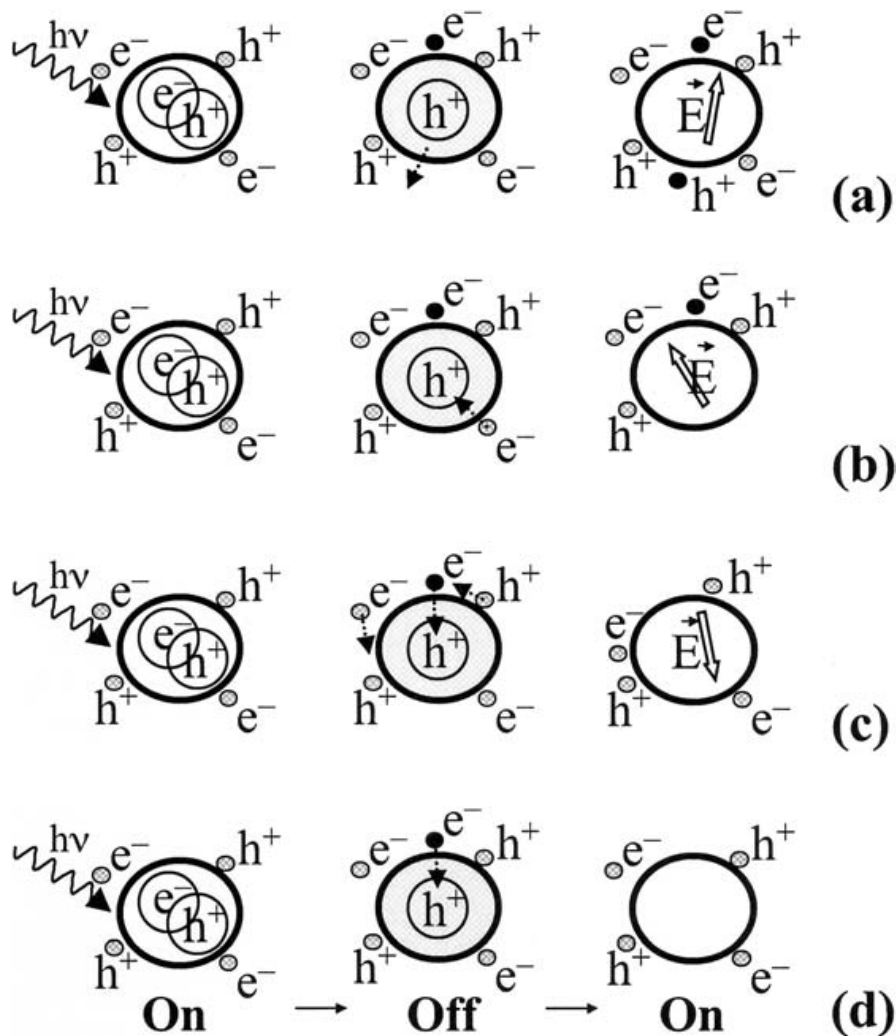 hν e⁻ h⁺ e⁻ h⁺ h⁺ e⁻
e⁻ e⁻ h⁺ h⁺ h⁺ e⁻
e⁻ e⁻ h⁺ E h⁺ h⁺ e⁻
(a)
hν e⁻ h⁺ e⁻ h⁺ h⁺ e⁻
e⁻ e⁻ h⁺ h⁺ h⁺ e⁻
e⁻ e⁻ h⁺ E h⁺
(b)
hν e⁻ h⁺ e⁻ h⁺ h⁺ e⁻
e⁻ e⁻ h⁺ h⁺ h⁺ e⁻
h⁺ e⁻ E h⁺ e⁻
(c)
hν e⁻ h⁺ e⁻ h⁺ h⁺ e⁻
e⁻ e⁻ h⁺ h⁺ h⁺ e⁻
e⁻ h⁺ h⁺ e⁻
On → Off → On (d)